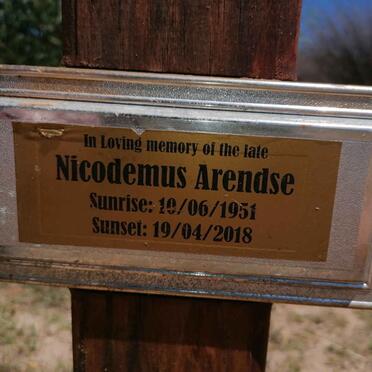 In Loving memory of the late
Nicodemus Arendse
Sunrise: 10/06/1951
Sunset: 19/04/2018